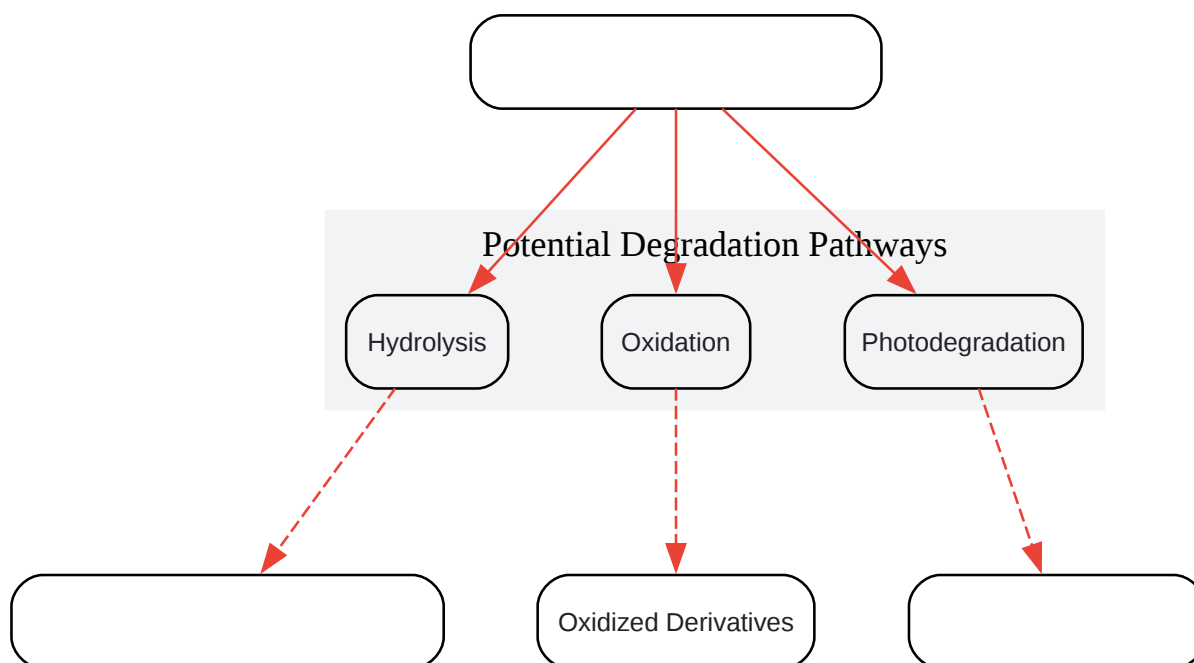 Potential Degradation Pathways
Hydrolysis
Oxidation
Photodegradation
Oxidized Derivatives